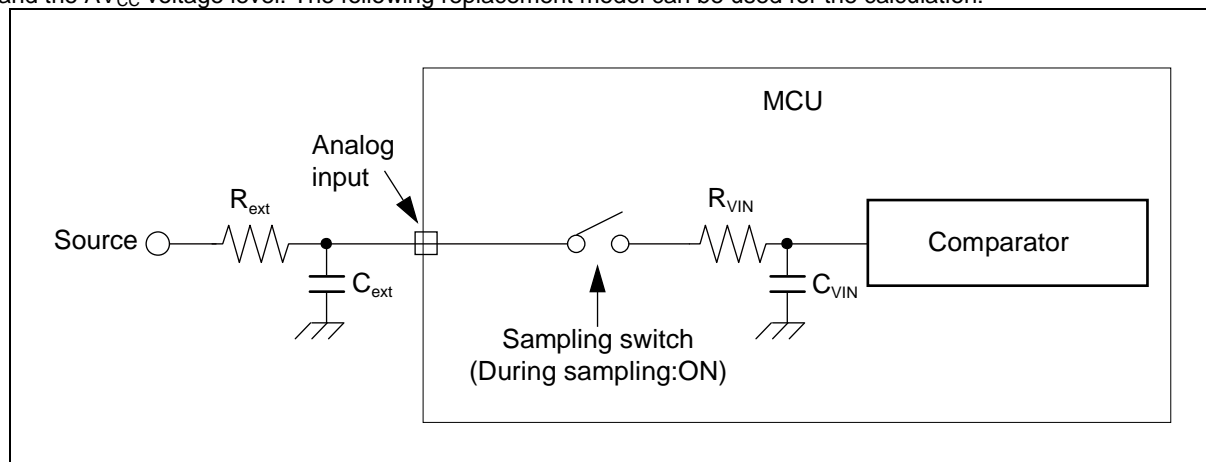 and the AVCC voltage level. The following replacement model can be used for the calculation.
MCU
Analog
input
Rext
RVIN
Source
Comparator
Cext
CVIN
Sampling switch
(During sampling:ON)